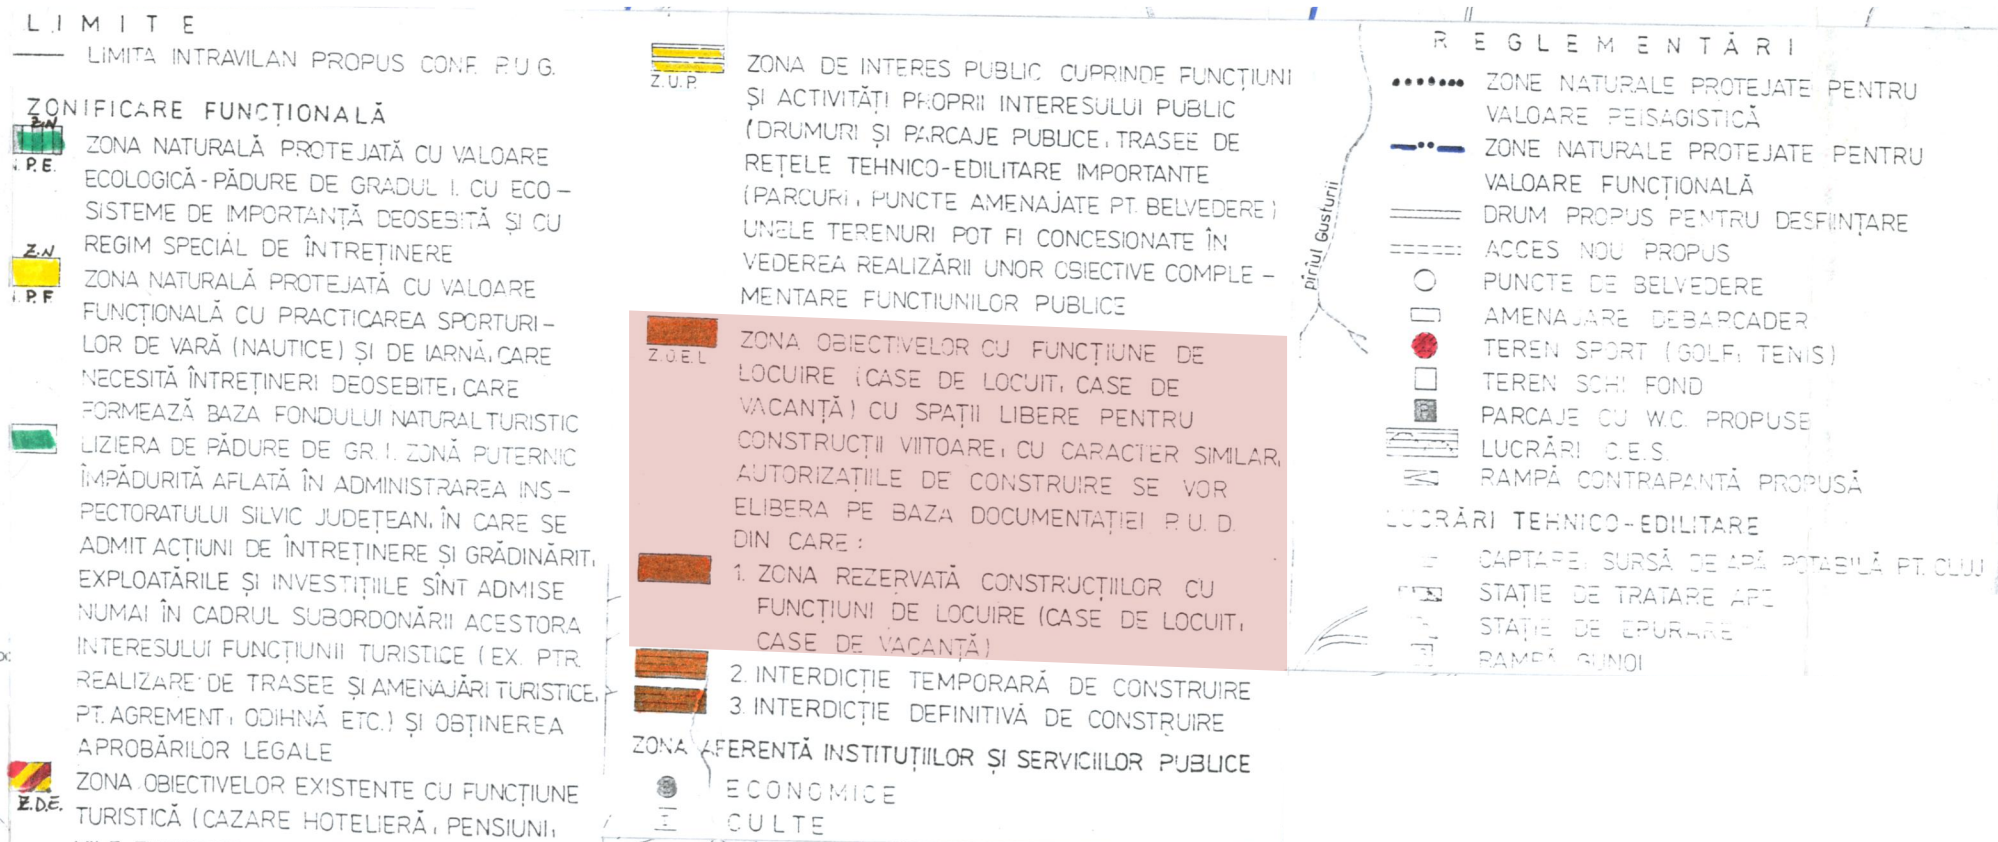 LIMITE
LIMITA INTRAVILAN PROPUS CONF. P.U.G.
ZONIFICARE FUNCȚIONALĂ
Z.N
P.E.
ZONA NATURALĂ PROTEJATĂ CU VALOARE
ECOLOGICĂ-PĂDURE DE GRADUL I. CU ECO-
SISTEME DE IMPORTANȚĂ DEOSEBITĂ ȘI CU
REGIM SPECIAL DE ÎNTREȚINERE
Z.N
P.F
ZONA NATURALĂ PROTEJATĂ CU VALOARE
FUNCȚIONALĂ CU PRACTICAREA SPORTURI-
LOR DE VARĂ (NAUTICE) ȘI DE IARNĂ, CARE
NECESITĂ ÎNTREȚINERI DEOSEBITE, CARE
FORMEAZĂ BAZA FONDULUI NATURAL TURISTIC
LIZIERA DE PĂDURE DE GR. I. ZONĂ PUTERNIC
ÎMPĂDURITĂ AFLATĂ ÎN ADMINISTRAREA INS-
PECTORATULUI SILVIC JUDEȚEAN, ÎN CARE SE
ADMIT ACȚIUNI DE ÎNTREȚINERE ȘI GRĂDINĂRIT,
EXPLOATĂRILE ȘI INVESTIȚIILE SÎNT ADMISE
NUMAI ÎN CADRUL SUBORDONĂRII ACESTORA
INTERESULUI FUNCȚIUNII TURISTICE (EX. PTR.
REALIZARE DE TRASEE ȘI AMENAJĂRI TURISTICE,
PT. AGREMENT, ODIHNĂ ETC.) ȘI OBȚINEREA
APROBĂRILOR LEGALE
Z.D.E.
ZONA OBIECTIVELOR EXISTENTE CU FUNCȚIUNE
TURISTICĂ (CAZARE HOTELIERĂ, PENSIUNI,
Z.U.P.
ZONA DE INTERES PUBLIC CUPRINDE FUNCȚIUNI
ȘI ACTIVITĂȚI PROPRII INTERESULUI PUBLIC
(DRUMURI ȘI PARCAJE PUBLICE, TRASEE DE
REȚELE TEHNICO-EDILITARE IMPORTANTE
(PARCURI, PUNCTE AMENAJATE PT. BELVEDERE)
UNELE TERENURI POT FI CONCESIONATE ÎN
VEDEREA REALIZĂRII UNOR OBIECTIVE COMPLE-
MENTARE FUNCTIUNILOR PUBLICE
Z.O.E.L
ZONA OBIECTIVELOR CU FUNCȚIUNE DE
LOCUIRE (CASE DE LOCUIT, CASE DE
VACANȚĂ) CU SPAȚII LIBERE PENTRU
CONSTRUCȚII VIITOARE, CU CARACTER SIMILAR,
AUTORIZAȚIILE DE CONSTRUIRE SE VOR
ELIBERA PE BAZA DOCUMENTAȚIEI P.U.D.
DIN CARE:
1. ZONA REZERVATĂ CONSTRUCȚIILOR CU
FUNCȚIUNI DE LOCUIRE (CASE DE LOCUIT,
CASE DE VACANȚĂ)
2. INTERDICȚIE TEMPORARĂ DE CONSTRUIRE
3. INTERDICȚIE DEFINITIVĂ DE CONSTRUIRE
ZONA AFERENTĂ INSTITUȚIILOR ȘI SERVICIILOR PUBLICE
ECONOMICE
CULTE
Pîrîul Gusturii
REGLEMENTĂRI
ZONE NATURALE PROTEJATE PENTRU
VALOARE PEISAGISTICĂ
ZONE NATURALE PROTEJATE PENTRU
VALOARE FUNCȚIONALĂ
DRUM PROPUS PENTRU DESFIINȚARE
ACCES NOU PROPUS
PUNCTE DE BELVEDERE
AMENAJARE DEBARCADER
TEREN SPORT (GOLF, TENIS)
TEREN SCHI FOND
P
PARCAJE CU W.C. PROPUSE
LUCRĂRI C.E.S.
RAMPĂ CONTRAPANTĂ PROPUSĂ
LUCRĂRI TEHNICO-EDILITARE
CAPTARE, SURSĂ DE APĂ POTABILĂ PT. CLUJ
STAȚIE DE TRATARE APE
STAȚIE DE EPURARE
RAMPĂ GUNOI